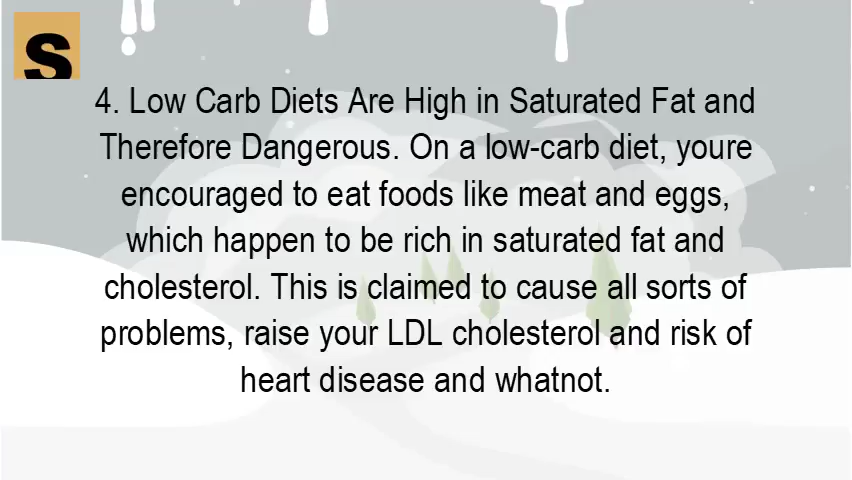 S
4. Low Carb Diets Are High in Saturated Fat and
Therefore Dangerous. On a low-carb diet, youre
encouraged to eat foods like meat and eggs,
which happen to be rich in saturated fat and
cholesterol. This is claimed to cause all sorts of
problems, raise your LDL cholesterol and risk of
heart disease and whatnot.